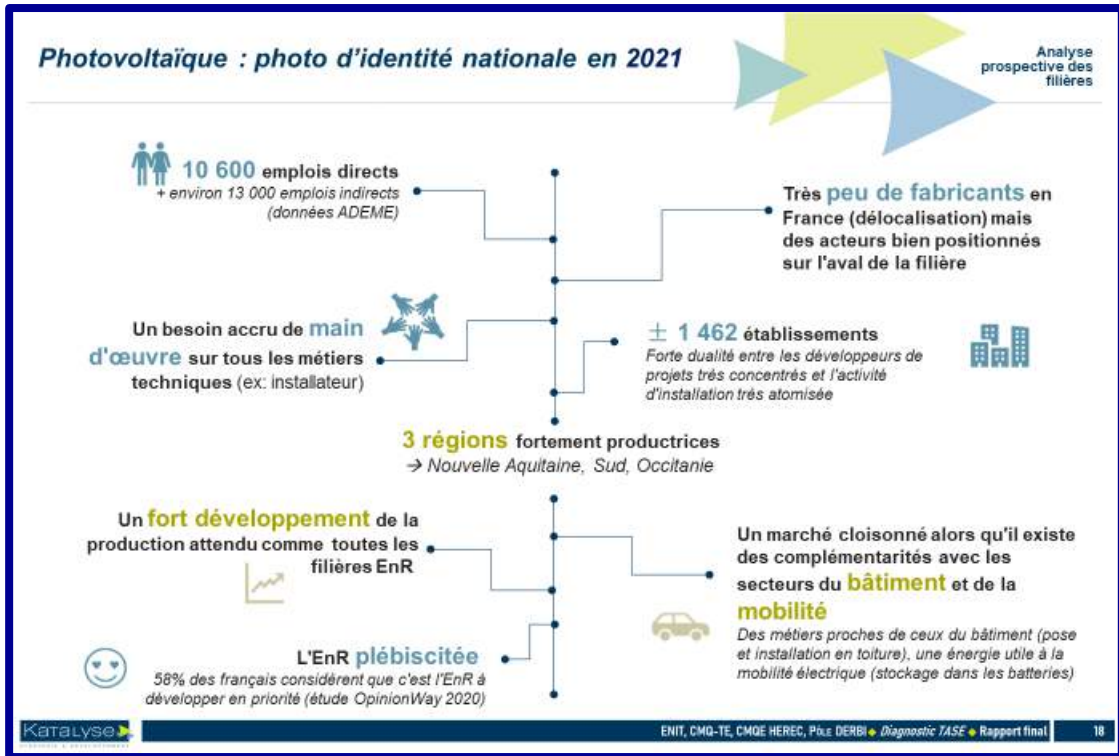 Photovoltaïque : photo d'identité nationale en 2021
Analyse
prospective des
filières
10 600 emplois directs
+ environ 13 000 emplois indirects
(données ADEME)
Très peu de fabricants en
France (délocalisation) mais
des acteurs bien positionnés
sur l'aval de la filière
Un besoin accru de main
d'œuvre sur tous les métiers
techniques (ex: installateur)
± 1 462 établissements
Forte dualité entre les développeurs de
projets très concentrés et l'activité
d'installation très atomisée
3 régions fortement productrices
→ Nouvelle Aquitaine, Sud, Occitanie
Un fort développement de la
production attendu comme toutes les
filières EnR
Un marché cloisonné alors qu'il existe
des complémentarités avec les
secteurs du bâtiment et de la
mobilité
Des métiers proches de ceux du bâtiment (pose
et installation en toiture), une énergie utile à la
mobilité électrique (stockage dans les batteries)
L'EnR plébiscitée
58% des français considèrent que c'est l'EnR à
développer en priorité (étude OpinionWay 2020)
KATALYSE
ENIT, CMQ-TE, CMQE HEREC, PÔLE DERBI ◆ Diagnostic TASE ◆ Rapport final 18